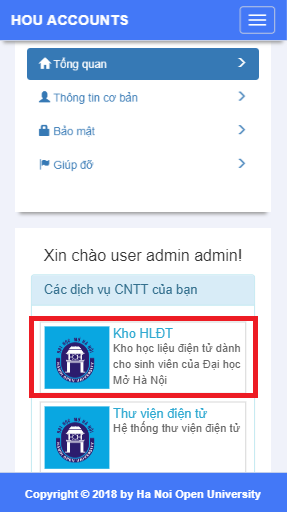 HOU ACCOUNTS
Tổng quan
Thông tin cơ bản
Bảo mật
Giúp đỡ
Xin chào user admin admin!
Các dịch vụ CNTT của bạn
Kho HLĐT
Kho học liệu điện tử dành
cho sinh viên của Đại học
Mở Hà Nội
Thư viện điện tử
Hệ thống thư viện điện tử
Copyright © 2018 by Ha Noi Open University